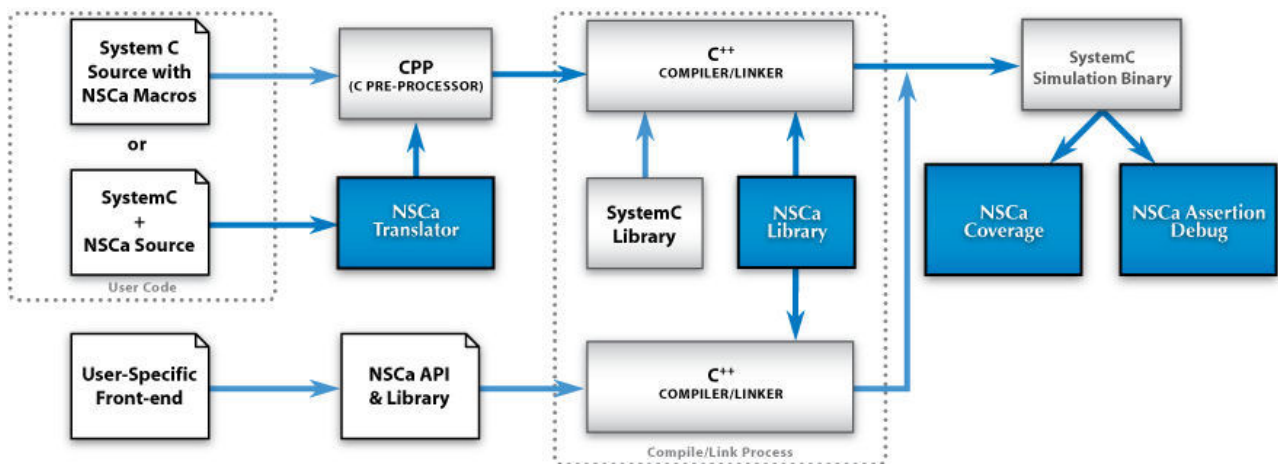 System C
Source with
NSCa Macros
or
SystemC
+
NSCa Source
User Code
CPP
(C PRE-PROCESSOR)
NSCa
Translator
C++
COMPILER/LINKER
SystemC
Library
NSCa
Library
SystemC
Simulation Binary
NSCa
Coverage
NSCa Assertion
Debug
User-Specific
Front-end
NSCa API
& Library
C++
COMPILER/LINKER
Compile/Link Process